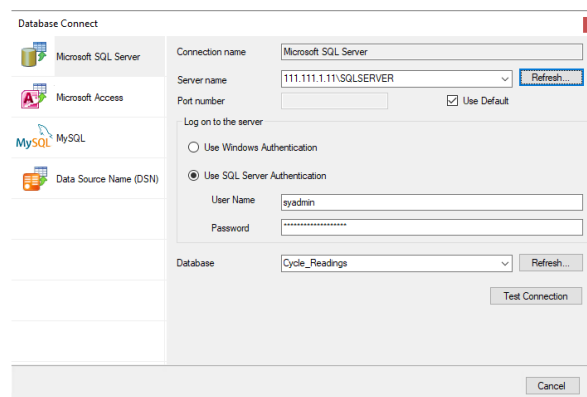 Database Connect
Microsoft SQL Server
Microsoft Access
MySQL MySQL
Data Source Name (DSN)
Connection name Microsoft SQL Server
Server name 111.111.1.11\SQLSERVER Refresh...
Port number Use Default
Log on to the server
Use Windows Authentication
Use SQL Server Authentication
User Name syadmin
Password *******************
Database Cycle_Readings Refresh...
Test Connection
Cancel